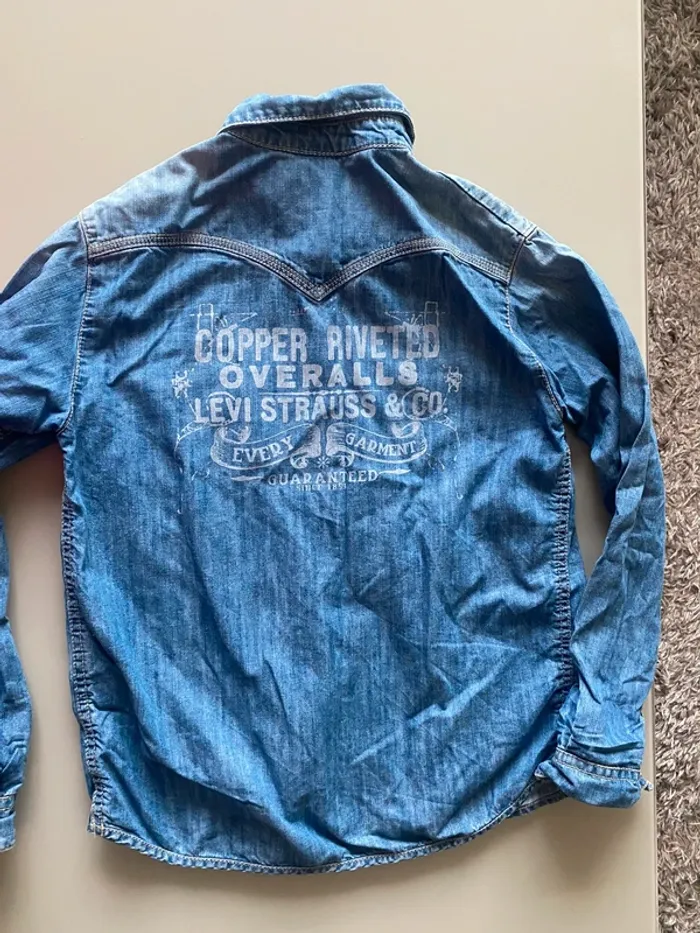 COPPER RIVETED
OVERALLS
LEVI STRAUSS & CO.
EVERY GARMENT
GUARANTEED